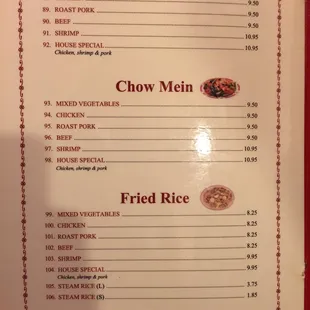 9.50
89. ROAST PORK 9.50
90. BEEF 9.50
91. SHRIMP 10.95
92. HOUSE SPECIAL 10.95
Chicken, shrimp & pork
Chow Mein
93. MIXED VEGETABLES 9.50
94. CHICKEN 9.50
95. ROAST PORK 9.50
96. BEEF 9.50
97. SHRIMP 10.95
98. HOUSE SPECIAL 10.95
Chicken, shrimp & pork
Fried Rice
99. MIXED VEGETABLES 8.25
100. CHICKEN 8.25
101. ROAST PORK 8.25
102. BEEF 8.25
103. SHRIMP 9.95
104. HOUSE SPECIAL 9.95
Chicken, shrimp & pork
105. STEAM RICE (L) 3.75
106. STEAM RICE (S) 1.85